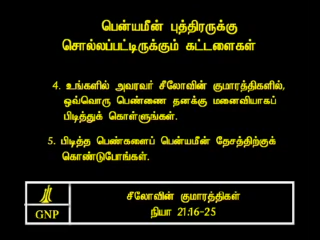 பென்யமீன் புத்திரருக்கு
சொல்லப்பட்டிருக்கும் கட்டளைகள்
4. உங்களில் அவரவர் சீலோவின் குமாரத்திகளில்,
ஒவ்வொரு பெண்ணை தனக்கு மனைவியாகப்
பிடித்துக் கொள்ளுங்கள்.
5. பிடித்த பெண்களைப் பென்யமீன் தேசத்திற்குக்
கொண்டுபோங்கள்.
சீலோவின் குமாரத்திகள்
GNP
நியா 21:16-25